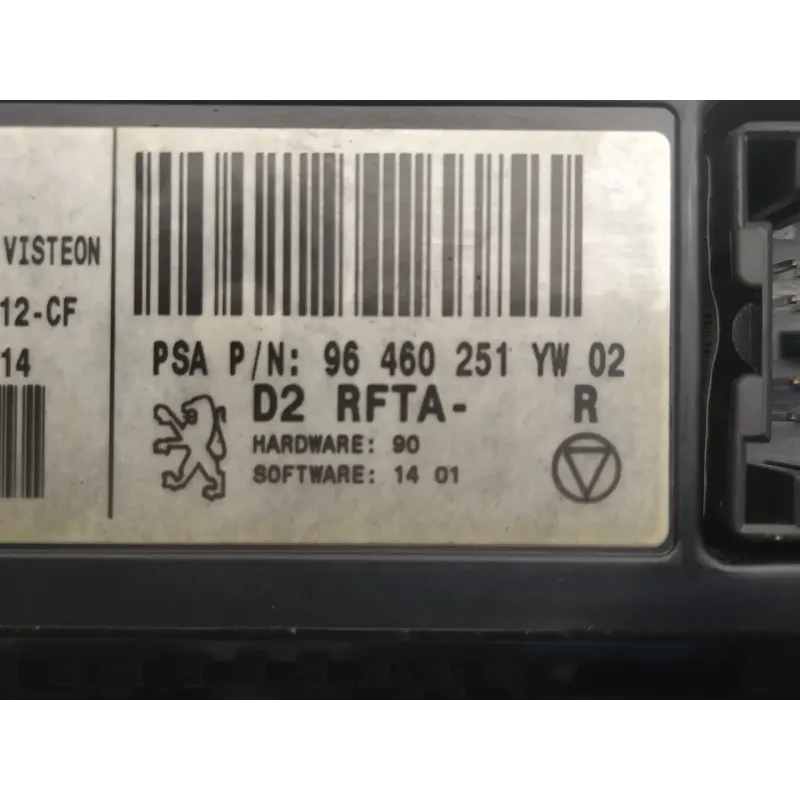 VISTEON
12-CF
14
PSA P/N: 96 460 251 YW 02
D2 RFTA- R
HARDWARE: 90
SOFTWARE: 14 01